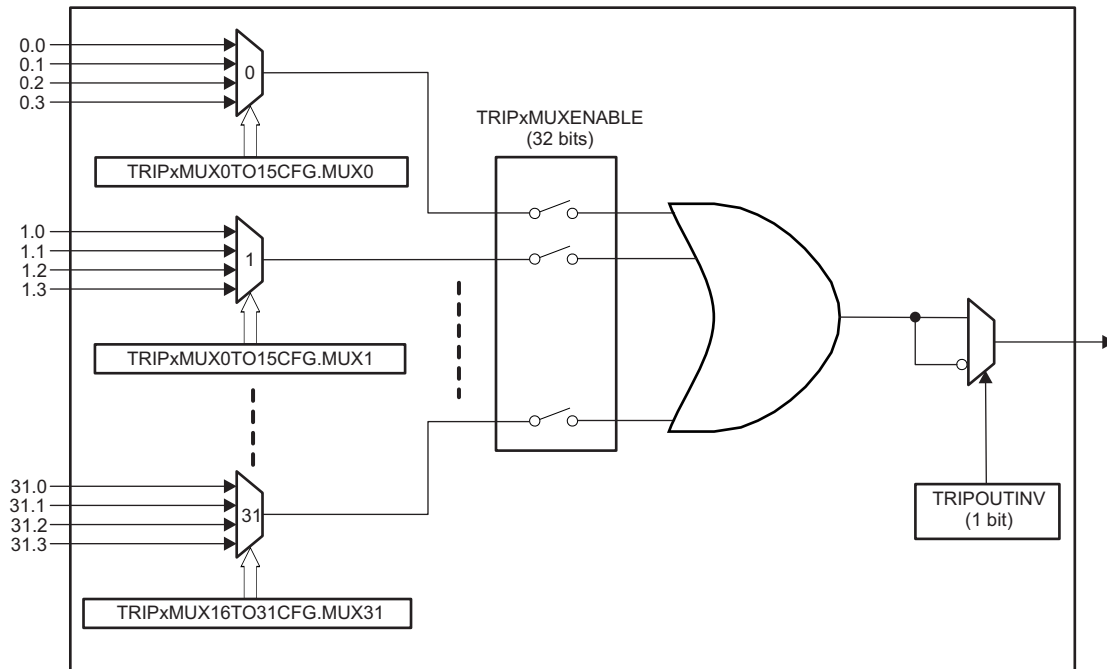 0.0
0.1
0.2
0.3
0
TRIPxMUX0TO15CFG.MUX0
TRIPxMUXENABLE
(32 bits)
1.0
1.1
1.2
1.3
1
TRIPxMUX0TO15CFG.MUX1
31.0
31.1
31.2
31.3
31
TRIPxMUX16TO31CFG.MUX31
TRIPOUTINV
(1 bit)